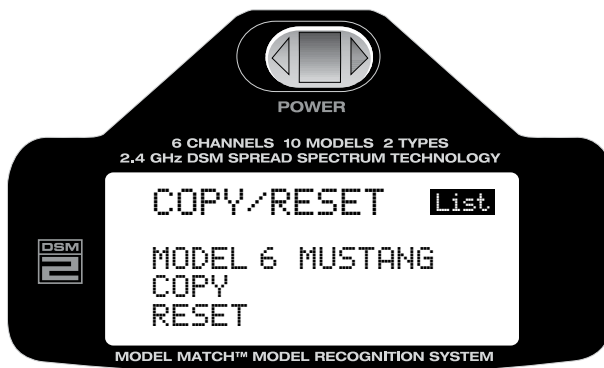 POWER
6 CHANNELS 10 MODELS 2 TYPES
2.4 GHz DSM SPREAD SPECTRUM TECHNOLOGY
COPY/RESET List
DSM
2
MODEL 6 MUSTANG
COPY
RESET
MODEL MATCH™ MODEL RECOGNITION SYSTEM